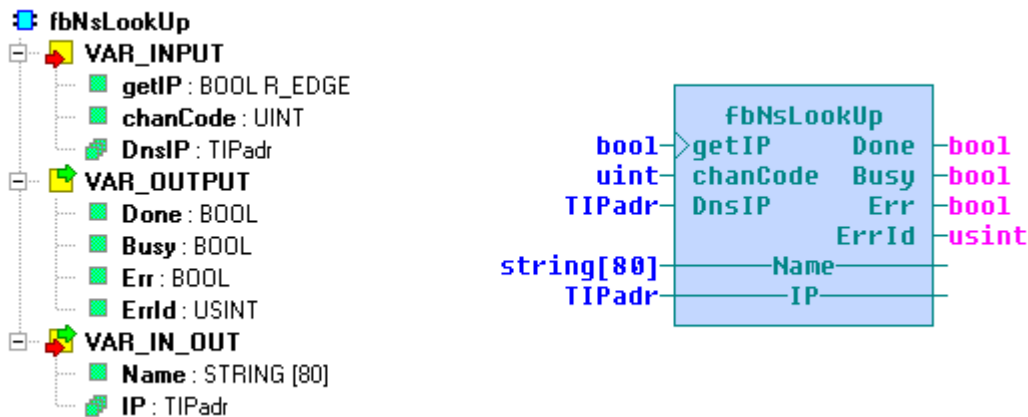 fbNsLookUp
VAR_INPUT
getIP : BOOL R_EDGE
chanCode : UINT
DnsIP : TIPadr
VAR_OUTPUT
Done : BOOL
Busy : BOOL
Err : BOOL
ErrId : USINT
VAR_IN_OUT
Name : STRING [80]
IP : TIPadr
fbNsLookUp
bool getIP Done bool
uint chanCode Busy bool
TIPadr DnsIP Err bool
ErrId usint
string[80] Name
TIPadr IP